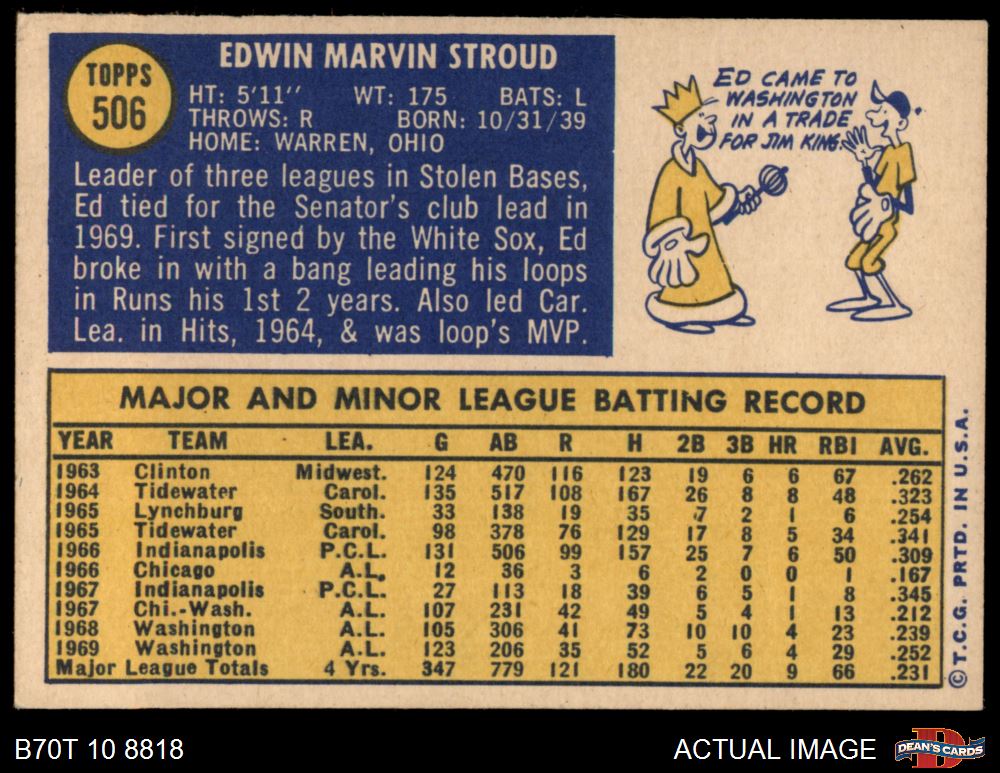 TOPPS
506
EDWIN MARVIN STROUD
HT: 5'11" WT: 175 BATS: L
THROWS: R BORN: 10/31/39
HOME: WARREN, OHIO
Leader of three leagues in Stolen Bases,
Ed tied for the Senator's club lead in
1969. First signed by the White Sox, Ed
broke in with a bang leading his loops
in Runs his 1st 2 years. Also led Car.
Lea. in Hits, 1964, & was loop's MVP.
ED CAME TO
WASHINGTON
IN A TRADE
FOR JIM KING.
MAJOR AND MINOR LEAGUE BATTING RECORD
YEAR TEAM LEA. G AB R H 2B 3B HR RBI AVG.
1963 Clinton Midwest. 124 470 116 123 19 6 6 67 .262
1964 Tidewater Carol. 135 517 108 167 26 8 8 48 .323
1965 Lynchburg South. 33 138 19 35 7 2 1 6 .254
1965 Tidewater Carol. 98 378 76 129 17 8 5 34 .341
1966 Indianapolis P.C.L. 131 506 99 157 25 7 6 50 .309
1966 Chicago A.L. 12 36 3 6 2 0 0 1 .167
1967 Indianapolis P.C.L. 27 113 18 39 6 5 1 8 .345
1967 Chi.-Wash. A.L. 107 231 42 49 5 4 1 13 .212
1968 Washington A.L. 105 306 41 73 10 10 4 23 .239
1969 Washington A.L. 123 206 35 52 5 6 4 29 .252
Major League Totals 4 Yrs. 347 779 121 180 22 20 9 66 .231
©T.C.G. PRTD. IN U.S.A.
B70T 10 8818
ACTUAL IMAGE
D
DEAN'S CARDS